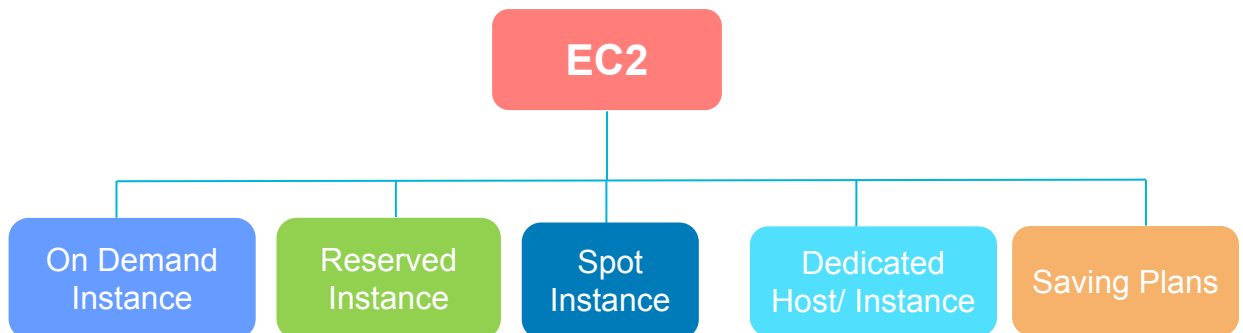 EC2
On Demand
Instance
Reserved
Instance
Spot
Instance
Dedicated
Host/ Instance
Saving Plans